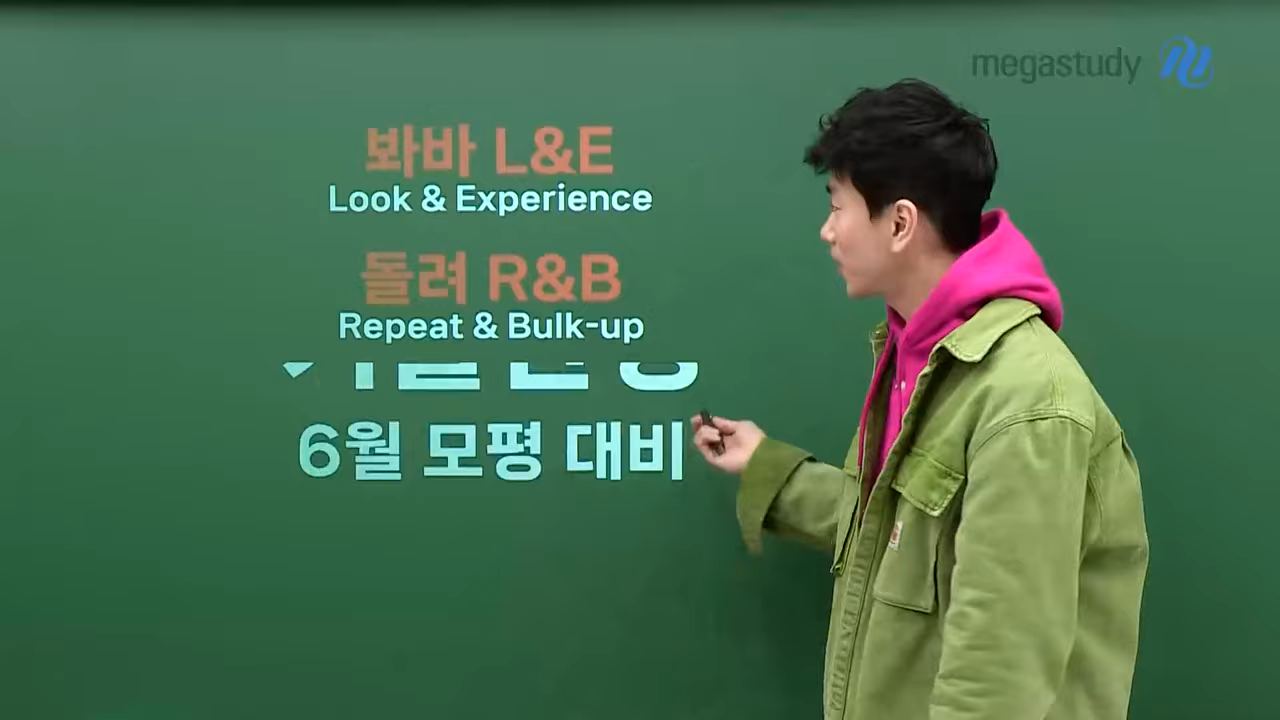 megastudy
봐바 L&E
Look & Experience
돌려 R&B
Repeat & Bulk-up
6월 모평 대비